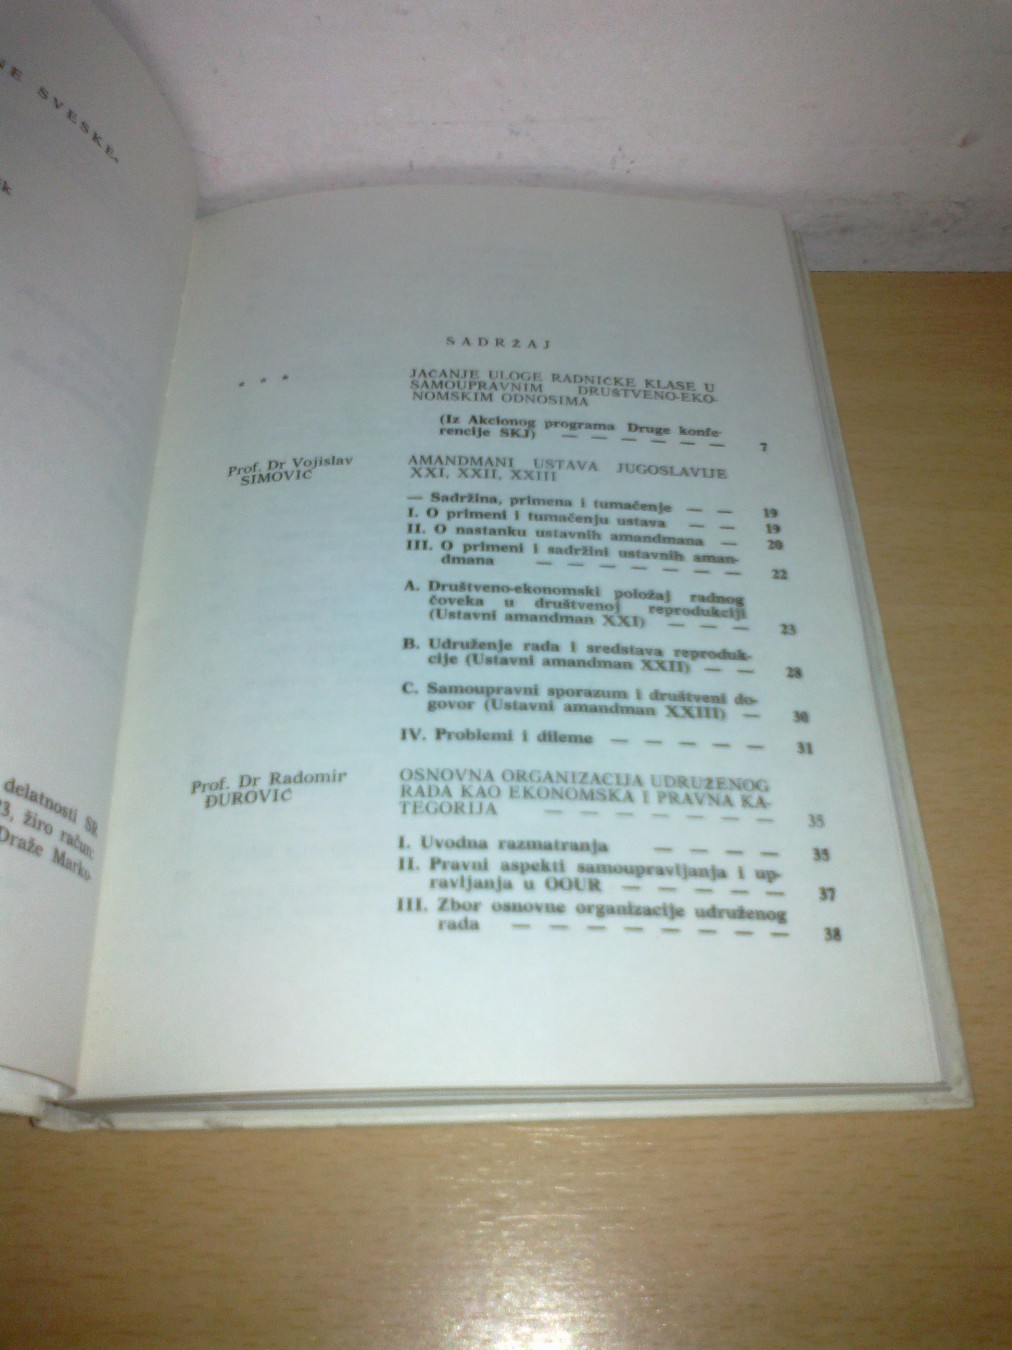 NE SVESKE.
k
delatnosti SR
3, žiro račun:
Draže Marko-
SADRŽAJ
* * *
JAČANJE ULOGE RADNIČKE KLASE U
SAMOUPRAVNIM DRUŠTVENO-EKO-
NOMSKIM ODNOSIMA
(Iz Akcionog programa Druge konfe-
rencije SKJ) — — — — — — 7
Prof. Dr Vojislav
SIMOVIĆ
AMANDMANI USTAVA JUGOSLAVIJE
XXI, XXII, XXIII
— Sadržina, primena i tumačenje — — 19
I. O primeni i tumačenju ustava — — 19
II. O nastanku ustavnih amandmana — 20
III. O primeni i sadržini ustavnih aman-
dmana — — — — — — — 22
A. Društveno-ekonomski položaj radnog
čoveka u društvenoj reprodukciji
(Ustavni amandman XXI) — — — 23
B. Udruženje rada i sredstava reproduk-
cije (Ustavni amandman XXII) — — 28
C. Samoupravni sporazum i društveni do-
govor (Ustavni amandman XXIII) — 30
IV. Problemi i dileme — — — — — 31
Prof. Dr Radomir
ĐUROVIĆ
OSNOVNA ORGANIZACIJA UDRUŽENOG
RADA KAO EKONOMSKA I PRAVNA KA-
TEGORIJA — — — — — — — 35
I. Uvodna razmatranja — — — — 35
II. Pravni aspekti samoupravljanja i up-
ravljanja u OOUR — — — — — 37
III. Zbor osnovne organizacije udruženog
rada — — — — — — — — 38